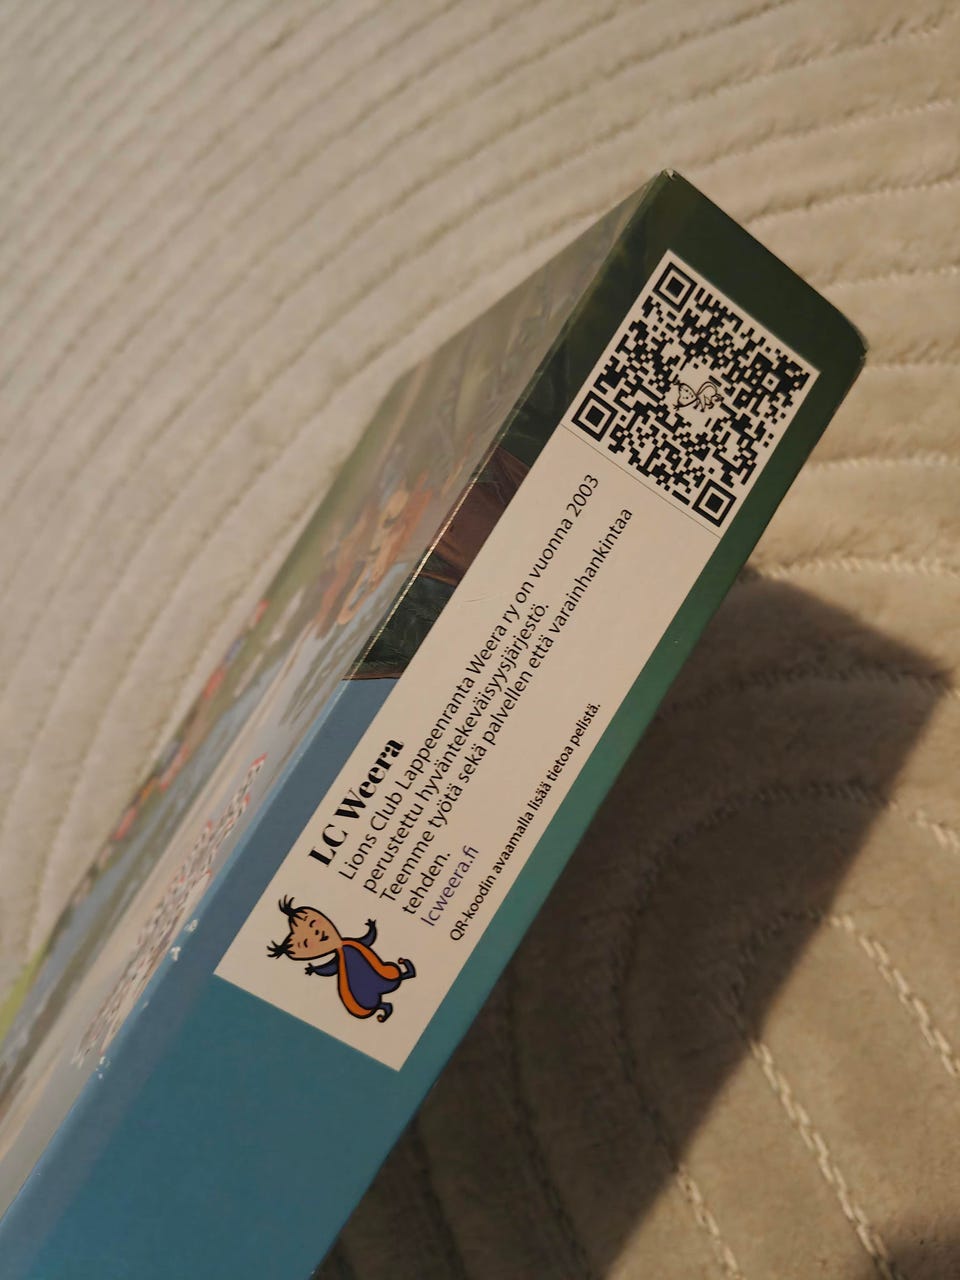 LC Weera
Lions Club Lappeenranta Weera ry on vuonna 2003
perustettu hyväntekeväisyysjärjestö.
Teemme työtä sekä palvellen että varainhankintaa
tehden.
lcweera.fi
QR-koodin avaamalla lisää tietoa pelistä.